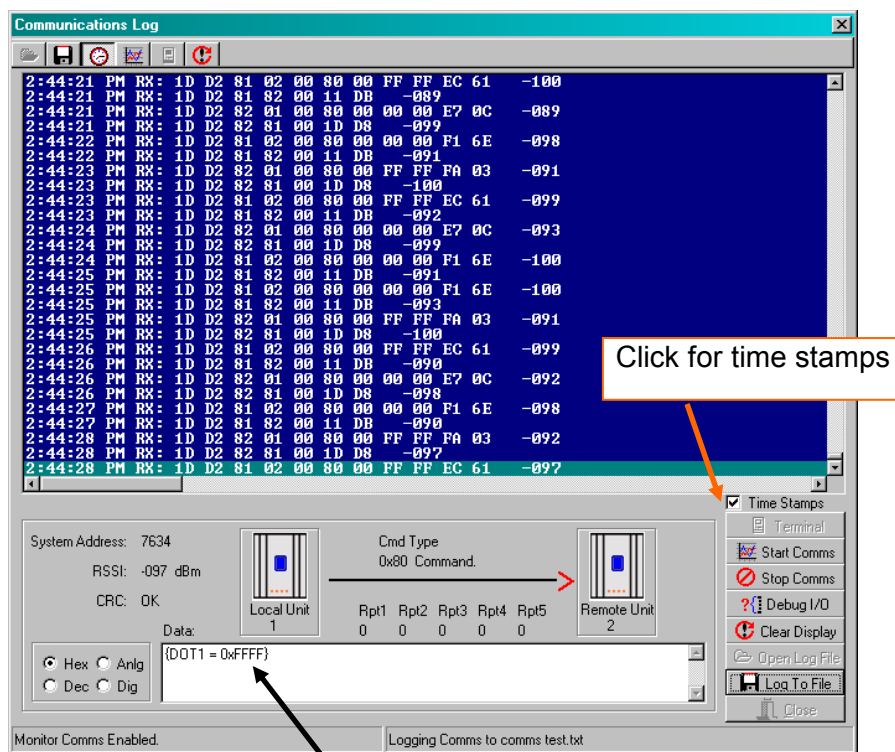 Communications Log
2:44:21 PM RX: 1D D2 81 02 00 80 00 FF FF EC 61 -100
2:44:21 PM RX: 1D D2 81 82 00 11 DB -089
2:44:21 PM RX: 1D D2 82 01 00 80 00 00 00 E7 0C -089
2:44:21 PM RX: 1D D2 82 81 00 1D D8 -099
2:44:22 PM RX: 1D D2 81 02 00 80 00 00 00 F1 6E -098
2:44:22 PM RX: 1D D2 81 82 00 11 DB -091
2:44:23 PM RX: 1D D2 82 01 00 80 00 FF FF FA 03 -091
2:44:23 PM RX: 1D D2 82 81 00 1D D8 -100
2:44:23 PM RX: 1D D2 81 02 00 80 00 FF FF EC 61 -099
2:44:23 PM RX: 1D D2 81 82 00 11 DB -092
2:44:24 PM RX: 1D D2 82 01 00 80 00 00 00 E7 0C -093
2:44:24 PM RX: 1D D2 82 81 00 1D D8 -099
2:44:24 PM RX: 1D D2 81 02 00 80 00 00 00 F1 6E -100
2:44:25 PM RX: 1D D2 81 82 00 11 DB -091
2:44:25 PM RX: 1D D2 81 02 00 80 00 00 00 F1 6E -100
2:44:25 PM RX: 1D D2 81 82 00 11 DB -093
2:44:25 PM RX: 1D D2 82 01 00 80 00 FF FF FA 03 -091
2:44:25 PM RX: 1D D2 82 81 00 1D D8 -100
2:44:26 PM RX: 1D D2 81 02 00 80 00 FF FF EC 61 -099
2:44:26 PM RX: 1D D2 81 82 00 11 DB -090
2:44:26 PM RX: 1D D2 82 01 00 80 00 00 00 E7 0C -092
2:44:26 PM RX: 1D D2 82 81 00 1D D8 -098
2:44:27 PM RX: 1D D2 81 02 00 80 00 00 00 F1 6E -098
2:44:27 PM RX: 1D D2 81 82 00 11 DB -090
2:44:28 PM RX: 1D D2 82 01 00 80 00 FF FF FA 03 -092
2:44:28 PM RX: 1D D2 82 81 00 1D D8 -097
2:44:28 PM RX: 1D D2 81 02 00 80 00 FF FF EC 61 -097
Click for time stamps
Time Stamps
Terminal
Start Comms
Stop Comms
?{ Debug I/O
Clear Display
Open Log File
Log To File
Close
System Address: 7634
RSSI: -097 dBm
CRC: OK
Local Unit
1
Cmd Type
0x80 Command.
Rpt1 Rpt2 Rpt3 Rpt4 Rpt5
0 0 0 0 0
Remote Unit
2
Data:
Hex Anlg
Dec Dig
{DOT1 = 0xFFFF}
Monitor Comms Enabled.
Logging Comms to comms test.txt